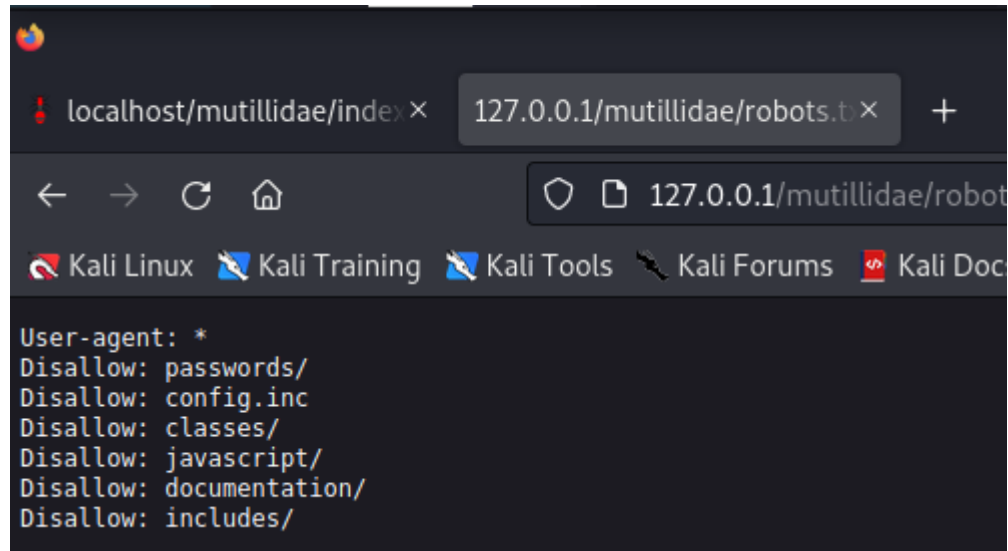 localhost/mutillidae/index
127.0.0.1/mutillidae/robots.t
127.0.0.1/mutillidae/robot
Kali Linux Kali Training Kali Tools Kali Forums Kali Doc
User-agent: *
Disallow: passwords/
Disallow: config.inc
Disallow: classes/
Disallow: javascript/
Disallow: documentation/
Disallow: includes/